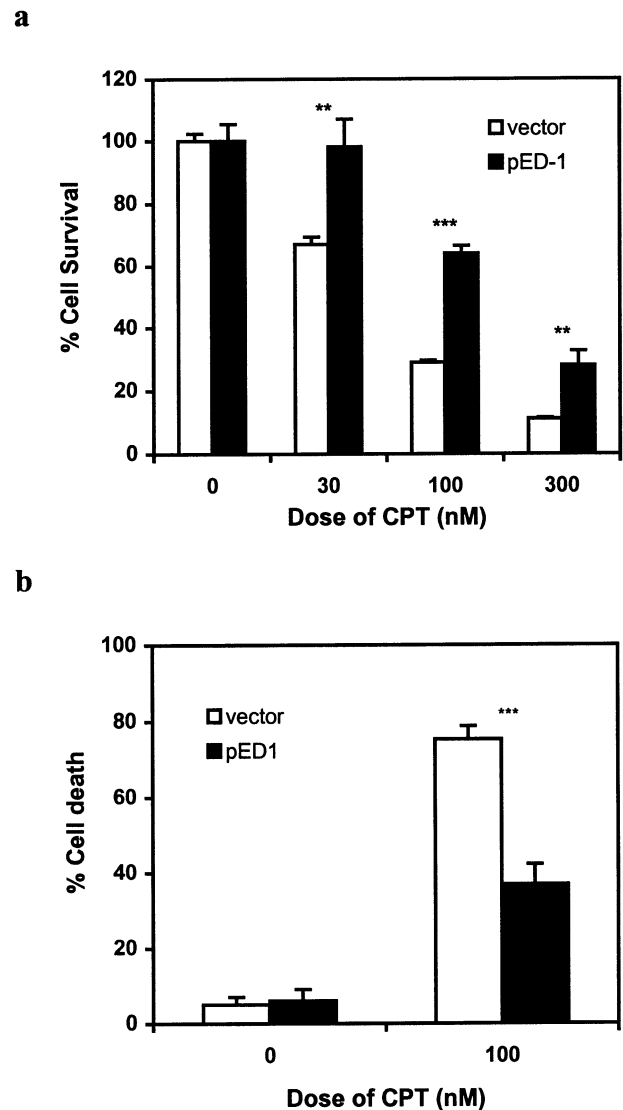 a
120
100
80
60
40
20
0
% Cell Survival
**
***
**
vector
pED-1
0 30 100 300
Dose of CPT (nM)
b
100
80
60
40
20
0
% Cell death
vector
pED1
***
0 100
Dose of CPT (nM)